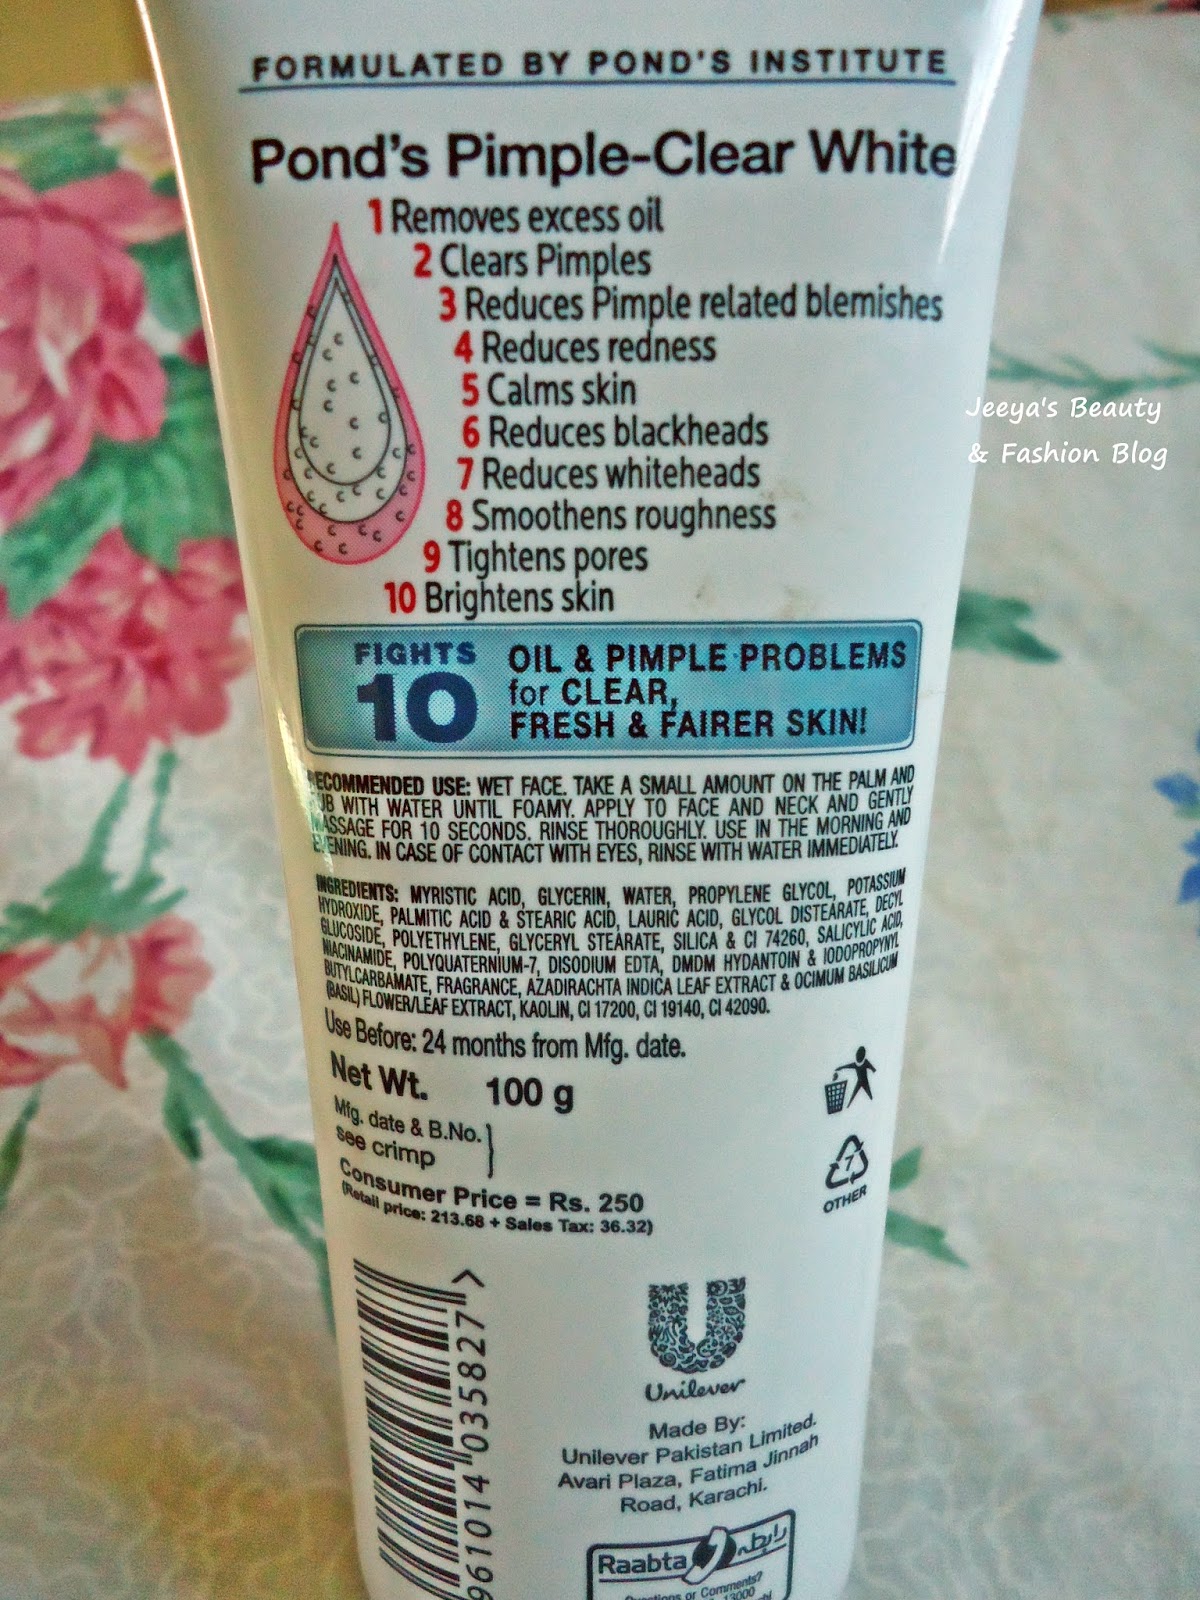 FORMULATED BY POND'S INSTITUTE
Pond's Pimple-Clear White
1 Removes excess oil
2 Clears Pimples
3 Reduces Pimple related blemishes
4 Reduces redness
5 Calms skin
6 Reduces blackheads
7 Reduces whiteheads
8 Smoothens roughness
9 Tightens pores
10 Brightens skin
Jeeya's Beauty
& Fashion Blog
FIGHTS
10
OIL & PIMPLE PROBLEMS
for CLEAR,
FRESH & FAIRER SKIN!
RECOMMENDED USE: WET FACE. TAKE A SMALL AMOUNT ON THE PALM AND
RUB WITH WATER UNTIL FOAMY. APPLY TO FACE AND NECK AND GENTLY
MASSAGE FOR 10 SECONDS. RINSE THOROUGHLY. USE IN THE MORNING AND
EVENING. IN CASE OF CONTACT WITH EYES, RINSE WITH WATER IMMEDIATELY.
INGREDIENTS: MYRISTIC ACID, GLYCERIN, WATER, PROPYLENE GLYCOL, POTASSIUM
HYDROXIDE, PALMITIC ACID & STEARIC ACID, LAURIC ACID, GLYCOL DISTEARATE, DECYL
GLUCOSIDE, POLYETHYLENE, GLYCERYL STEARATE, SILICA & CI 74260, SALICYLIC ACID,
NIACINAMIDE, POLYQUATERNIUM-7, DISODIUM EDTA, DMDM HYDANTOIN & IODOPROPYNYL
BUTYLCARBAMATE, FRAGRANCE, AZADIRACHTA INDICA LEAF EXTRACT & OCIMUM BASILICUM
(BASIL) FLOWER/LEAF EXTRACT, KAOLIN, CI 17200, CI 19140, CI 42090.
Use Before: 24 months from Mfg. date.
Net Wt. 100 g
Mfg. date & B.No.
see crimp
Consumer Price = Rs. 250
(Retail price: 213.68 + Sales Tax: 36.32)
7
OTHER
961014 035827 >
Unilever
Made By:
Unilever Pakistan Limited.
Avari Plaza, Fatima Jinnah
Road, Karachi.
Raabta رابطہ
Questions or Comments?
13000